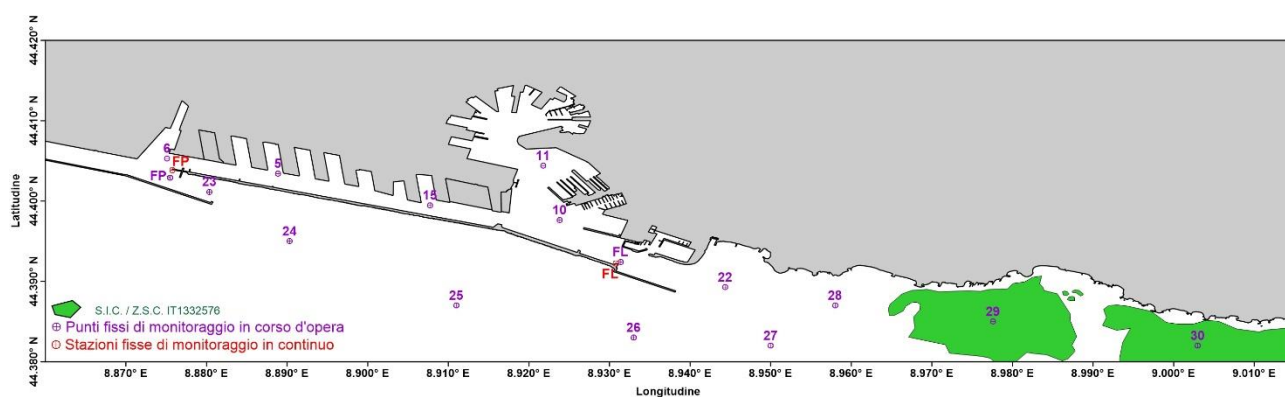 44.420° N
44.410° N
44.400° N
44.390° N
44.380° N
Latitudine
6
FP
FP
23
5
24
15
11
10
FL
FL
25
26
22
27
28
29
30
S.I.C. / Z.S.C. IT1332576
Punti fissi di monitoraggio in corso d'opera
Stazioni fisse di monitoraggio in continuo
8.870° E
8.880° E
8.890° E
8.900° E
8.910° E
8.920° E
8.930° E
8.940° E
8.950° E
8.960° E
8.970° E
8.980° E
8.990° E
9.000° E
9.010° E
Longitudine